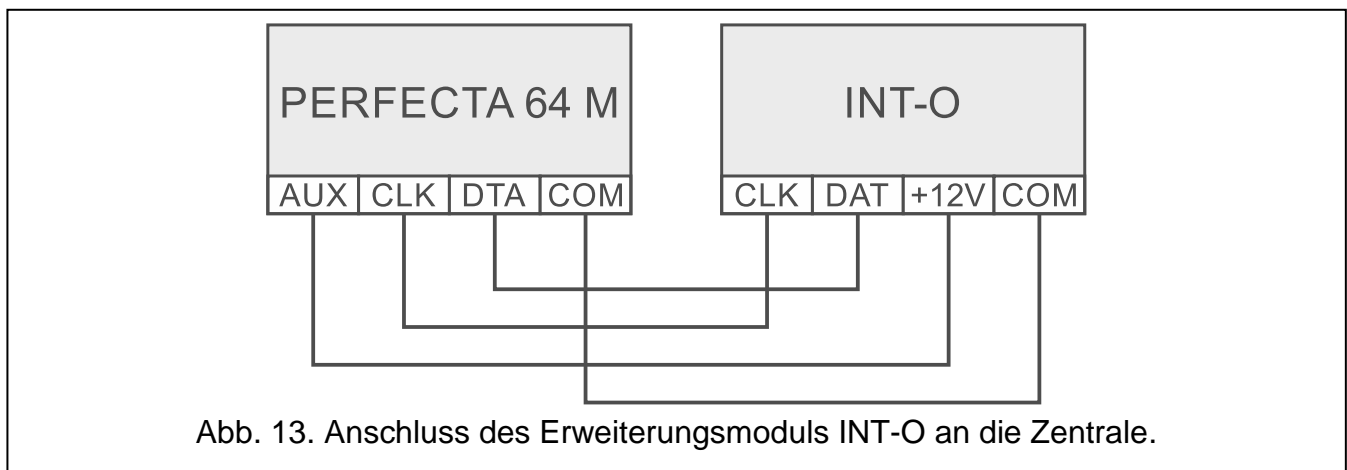 PERFECTA 64 M
INT-O
AUX CLK DTA COM
CLK DAT +12V COM
Abb. 13. Anschluss des Erweiterungsmoduls INT-O an die Zentrale.